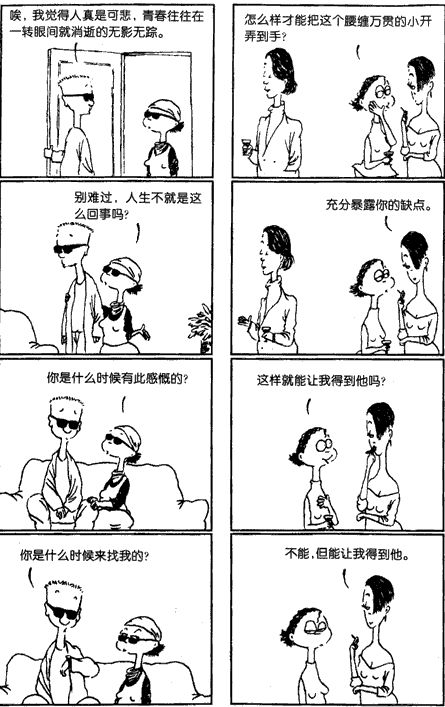 唉，我觉得人真是可悲，青春往往在
一转眼间就消逝的无影无踪。
别难过，人生不就是这
么回事吗？
你是什么时候有此感慨的？
你是什么时候来找我的？
怎么样才能把这个腰缠万贯的小开
弄到手？
充分暴露你的缺点。
这样就能让我得到他吗？
不能，但能让我得到他。